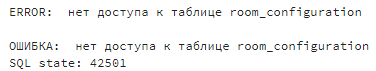 ERROR:  нет доступа к таблице room_configuration
ОШИБКА:  нет доступа к таблице room_configuration
SQL state: 42501